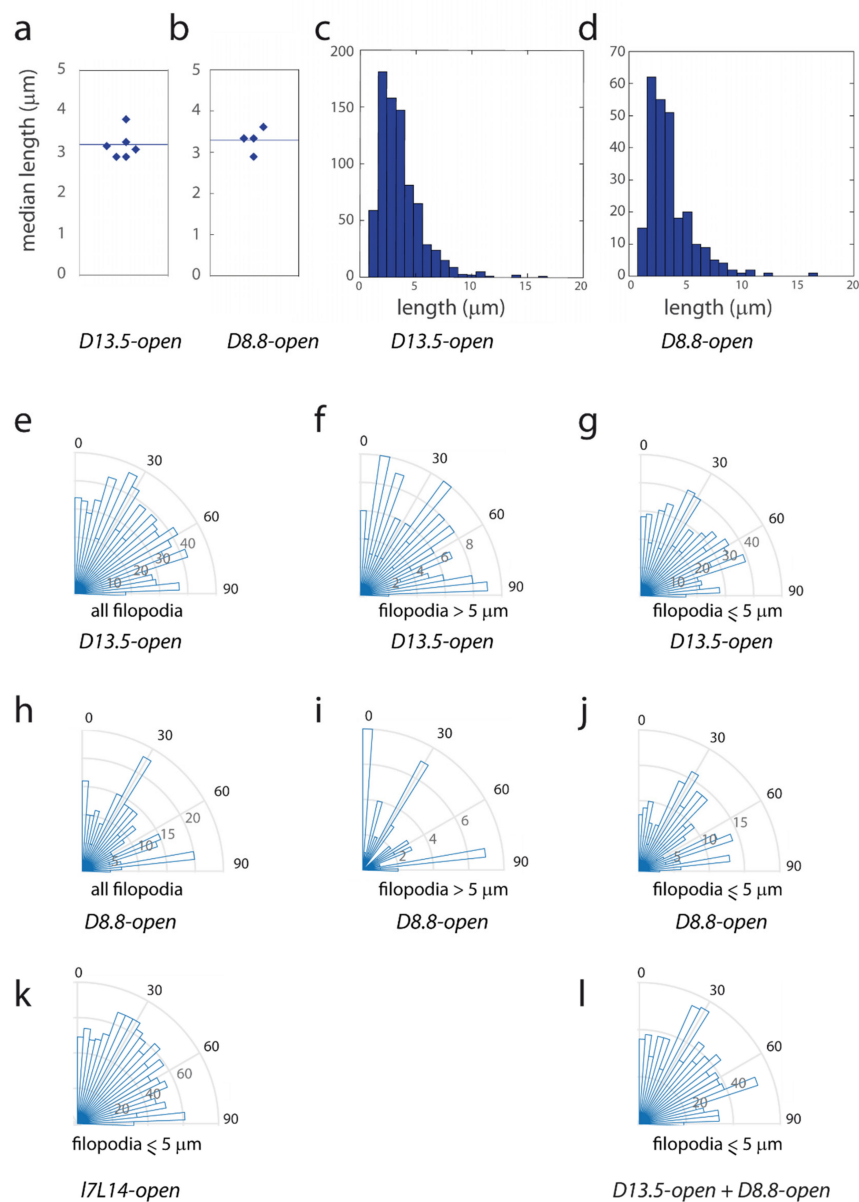 a b c d
median length (μm)
5 4 3 2 1 0
D13.5-open
5 4 3 2 1 0
D8.8-open
200 150 100 50 0
0 5 10 15 20
length (μm)
D13.5-open
70 60 50 40 30 20 10 0
0 5 10 15 20
length (μm)
D8.8-open
e
0 30 60 90
10 20 30 40
all filopodia
D13.5-open
f
0 30 60 90
2 4 6 8
filopodia > 5 μm
D13.5-open
g
0 30 60 90
10 20 30 40
filopodia ⩽ 5 μm
D13.5-open
h
0 30 60 90
5 10 15 20
all filopodia
D8.8-open
i
0 30 60 90
2 4 6
filopodia > 5 μm
D8.8-open
j
0 30 60 90
5 10 15
filopodia ⩽ 5 μm
D8.8-open
k
0 30 60 90
20 40 60
filopodia ⩽ 5 μm
I7L14-open
l
0 30 60 90
20 40
filopodia ⩽ 5 μm
D13.5-open + D8.8-open